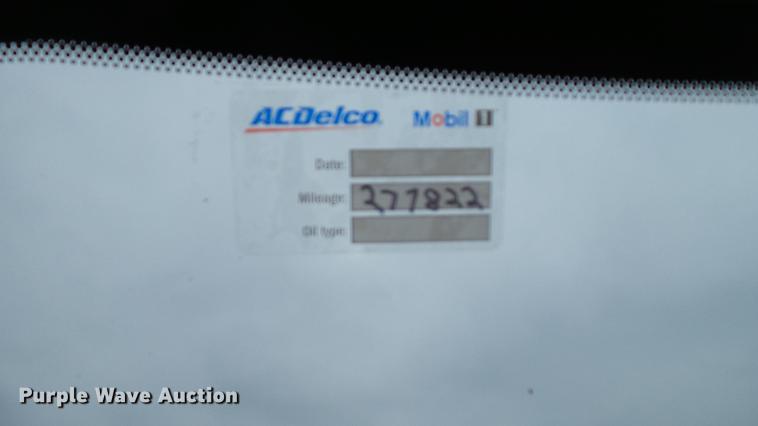 ACDelco Mobil 1
Date:
Mileage: 277822
Oil type:
Purple Wave Auction